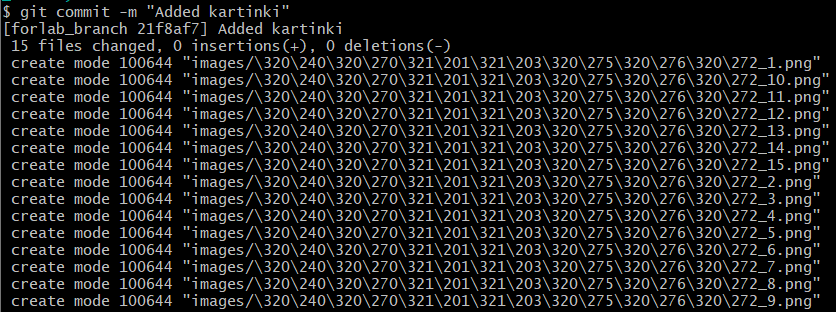 $ git commit -m "Added kartinki"
[forlab_branch 21f8af7] Added kartinki
15 files changed, 0 insertions(+), 0 deletions(-)
create mode 100644 "images/\320\240\320\270\321\201\321\203\320\275\320\276\320\272_1.png"
create mode 100644 "images/\320\240\320\270\321\201\321\203\320\275\320\276\320\272_10.png"
create mode 100644 "images/\320\240\320\270\321\201\321\203\320\275\320\276\320\272_11.png"
create mode 100644 "images/\320\240\320\270\321\201\321\203\320\275\320\276\320\272_12.png"
create mode 100644 "images/\320\240\320\270\321\201\321\203\320\275\320\276\320\272_13.png"
create mode 100644 "images/\320\240\320\270\321\201\321\203\320\275\320\276\320\272_14.png"
create mode 100644 "images/\320\240\320\270\321\201\321\203\320\275\320\276\320\272_15.png"
create mode 100644 "images/\320\240\320\270\321\201\321\203\320\275\320\276\320\272_2.png"
create mode 100644 "images/\320\240\320\270\321\201\321\203\320\275\320\276\320\272_3.png"
create mode 100644 "images/\320\240\320\270\321\201\321\203\320\275\320\276\320\272_4.png"
create mode 100644 "images/\320\240\320\270\321\201\321\203\320\275\320\276\320\272_5.png"
create mode 100644 "images/\320\240\320\270\321\201\321\203\320\275\320\276\320\272_6.png"
create mode 100644 "images/\320\240\320\270\321\201\321\203\320\275\320\276\320\272_7.png"
create mode 100644 "images/\320\240\320\270\321\201\321\203\320\275\320\276\320\272_8.png"
create mode 100644 "images/\320\240\320\270\321\201\321\203\320\275\320\276\320\272_9.png"